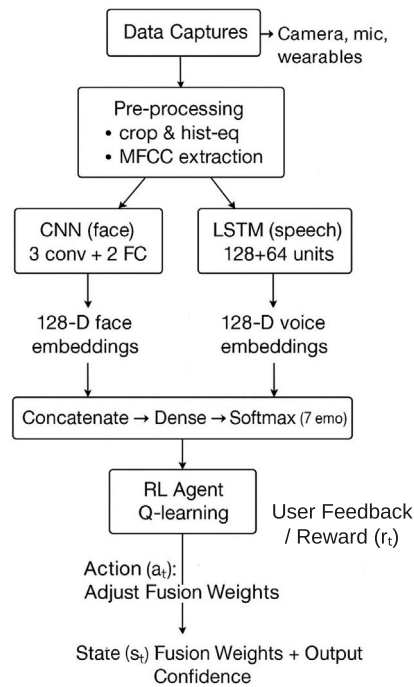 Data Captures
Camera, mic,
wearables
Pre-processing
• crop & hist-eq
• MFCC extraction
CNN (face)
3 conv + 2 FC
LSTM (speech)
128+64 units
128-D face
embeddings
128-D voice
embeddings
Concatenate → Dense → Softmax (7 emo)
RL Agent
Q-learning
User Feedback
/ Reward (rₜ)
Action (aₜ):
Adjust Fusion Weights
State (sₜ) Fusion Weights + Output
Confidence